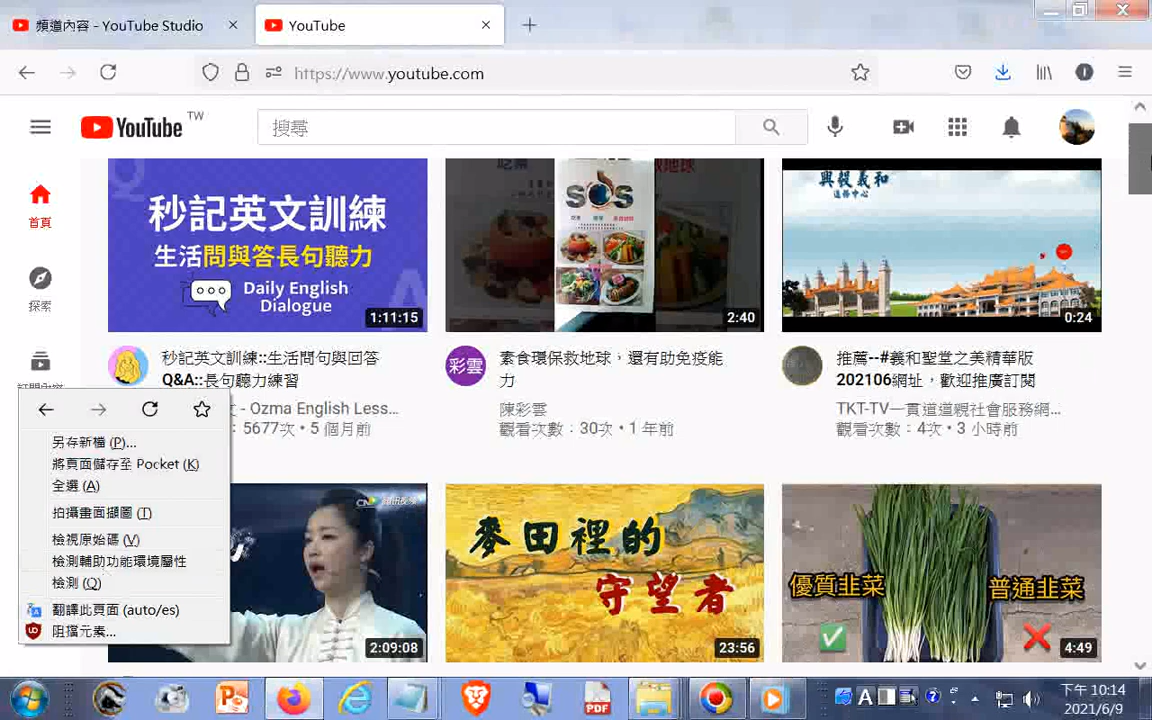 頻道內容 - YouTube Studio
YouTube
https://www.youtube.com
YouTube TW
搜尋
首頁
探索
秒記英文訓練
生活問與答長句聽力
Daily English
Dialogue
1:11:15
SOS
2:40
興毅義和
道務中心
0:24
秒記英文訓練::生活問句與回答
Q&A::長句聽力練習
- Ozma English Less...
5677次 • 5 個月前
彩雲
素食環保救地球，還有助免疫能
力
陳彩雲
觀看次數：30次 • 1 年前
推薦--#義和聖堂之美精華版
202106網址，歡迎推廣訂閱
TKT-TV一貫道道親社會服務網...
觀看次數：4次 • 3 小時前
另存新檔 (P)...
將頁面儲存至 Pocket (K)
全選 (A)
拍攝畫面擷圖 (T)
檢視原始碼 (V)
檢測輔助功能環境屬性
檢測 (Q)
翻譯此頁面 (auto/es)
阻擋元素...
2:09:08
麥田裡的
守望者
23:56
優質韭菜
普通韭菜
4:49
下午 10:14
2021/6/9